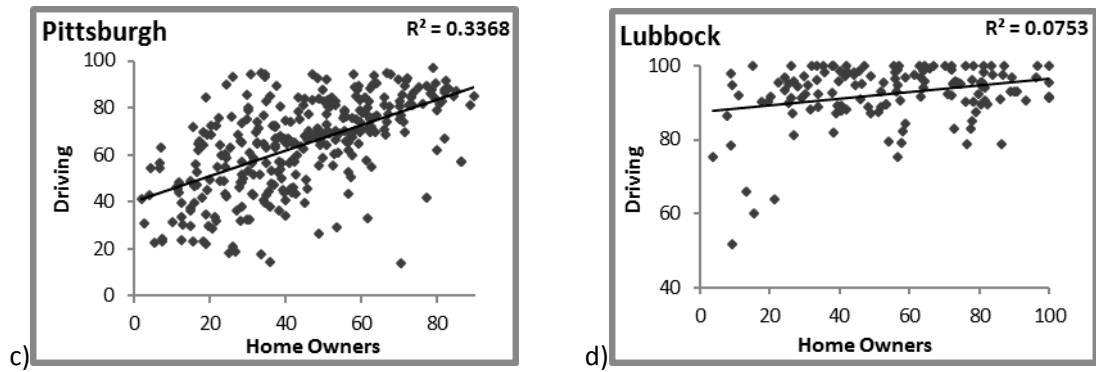 Pittsburgh
R² = 0.3368
100
80
60
40
20
0
Driving
0 20 40 60 80
Home Owners
c)
Lubbock
R² = 0.0753
100
80
60
40
Driving
0 20 40 60 80 100
Home Owners
d)